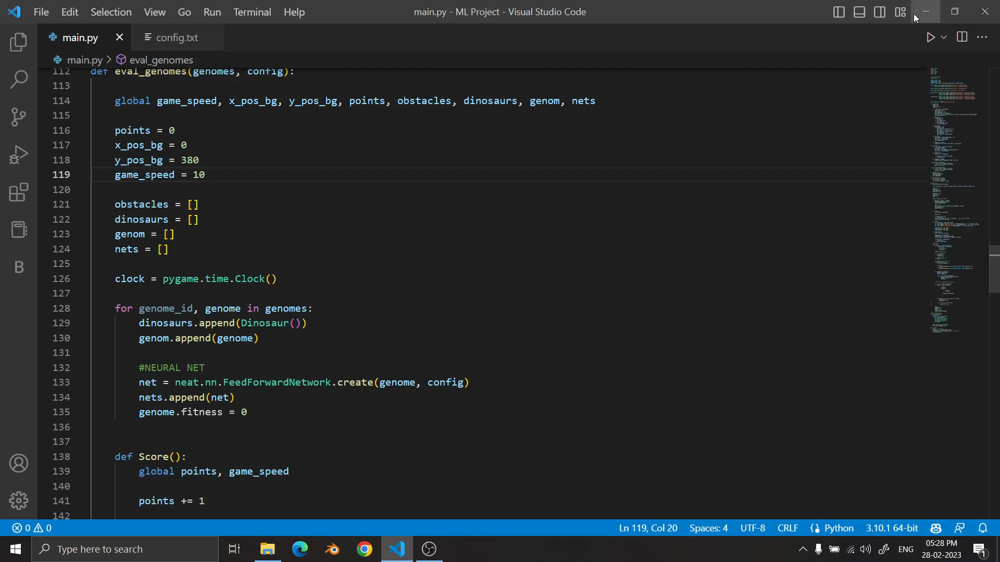 File Edit Selection View Go Run Terminal Help main.py - ML Project - Visual Studio Code
main.py config.txt
main.py > eval_genomes
112 def eval_genomes(genomes, config):
113
114 global game_speed, x_pos_bg, y_pos_bg, points, obstacles, dinosaurs, genom, nets
115
116 points = 0
117 x_pos_bg = 0
118 y_pos_bg = 380
119 game_speed = 10
120
121 obstacles = []
122 dinosaurs = []
123 genom = []
124 nets = []
125
126 clock = pygame.time.Clock()
127
128 for genome_id, genome in genomes:
129 dinosaurs.append(Dinosaur())
130 genom.append(genome)
131
132 #NEURAL NET
133 net = neat.nn.FeedForwardNetwork.create(genome, config)
134 nets.append(net)
135 genome.fitness = 0
136
137
138 def Score():
139 global points, game_speed
140
141 points += 1
142
B
0 0 Ln 119, Col 20 Spaces: 4 UTF-8 CRLF Python 3.10.1 64-bit
Type here to search ENG 05:28 PM
28-02-2023 1